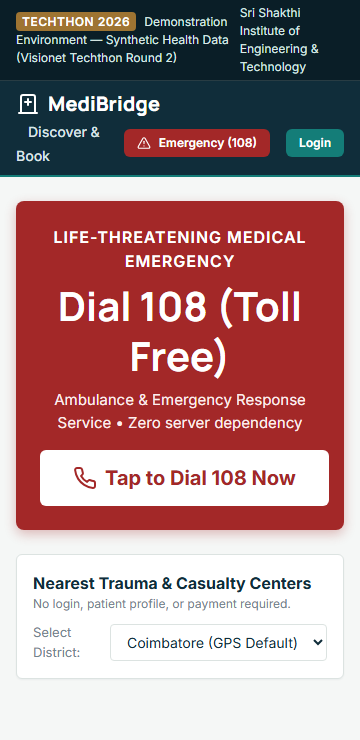 TECHTHON 2026 Demonstration
Environment — Synthetic Health Data
(Visionet Techthon Round 2)
Sri Shakthi
Institute of
Engineering &
Technology
MediBridge
Discover &
Book
Emergency (108)
Login
LIFE-THREATENING MEDICAL
EMERGENCY
Dial 108 (Toll
Free)
Ambulance & Emergency Response
Service • Zero server dependency
Tap to Dial 108 Now
Nearest Trauma & Casualty Centers
No login, patient profile, or payment required.
Select
District:
Coimbatore (GPS Default)